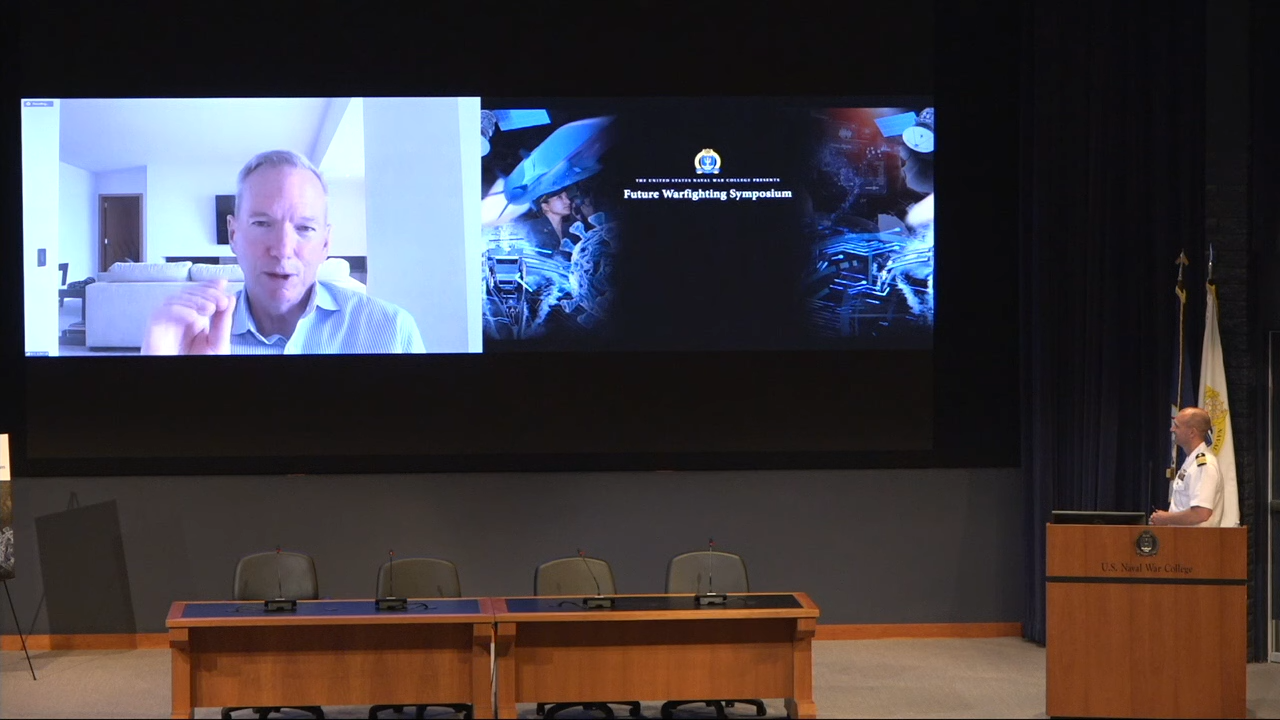 THE UNITED STATES NAVAL WAR COLLEGE PRESENTS
Future Warfighting Symposium
U.S. Naval War College